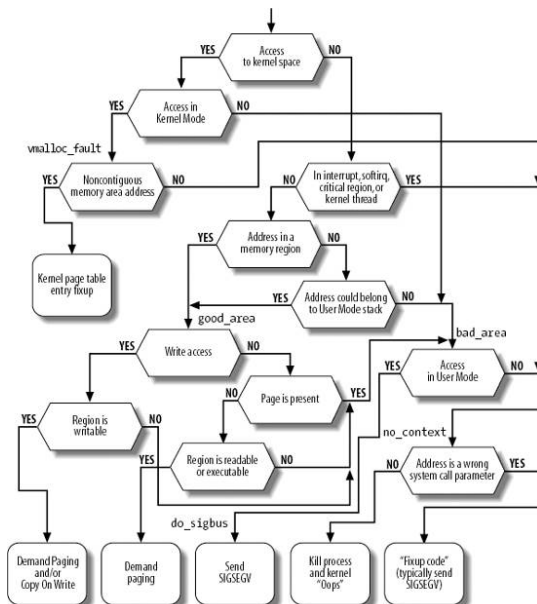 Access
to kernel space
YES
NO
Access in
Kernel Mode
YES
NO
vmalloc_fault
Noncontiguous
memory area address
YES
NO
In interrupt, softirq,
critical region, or
kernel thread
NO
YES
Kernel page table
entry fixup
Address in a
memory region
YES
NO
Address could belong
to User Mode stack
YES
NO
good_area
bad_area
Write access
YES
NO
Access
in User Mode
YES
NO
Page is present
NO
YES
Region is
writable
YES
NO
Region is readable
or executable
YES
NO
no_context
Address is a wrong
system call parameter
NO
YES
do_sigbus
Demand Paging
and/or
Copy On Write
Demand
paging
Send
SIGSEGV
Kill process
and kernel
"Oops"
"Fixup code"
(typically send
SIGSEGV)